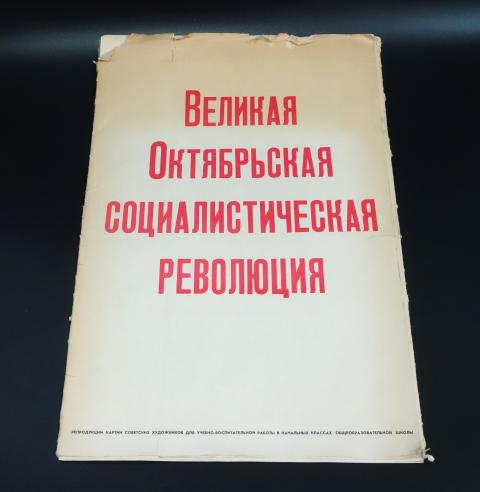 Великая
Октябрьская
социалистическая
революция
РЕПРОДУКЦИИ КАРТИН СОВЕТСКИХ ХУДОЖНИКОВ ДЛЯ УЧЕБНО-ВОСПИТАТЕЛЬНОЙ РАБОТЫ В НАЧАЛЬНЫХ КЛАССАХ ОБЩЕОБРАЗОВАТЕЛЬНОЙ ШКОЛЫ